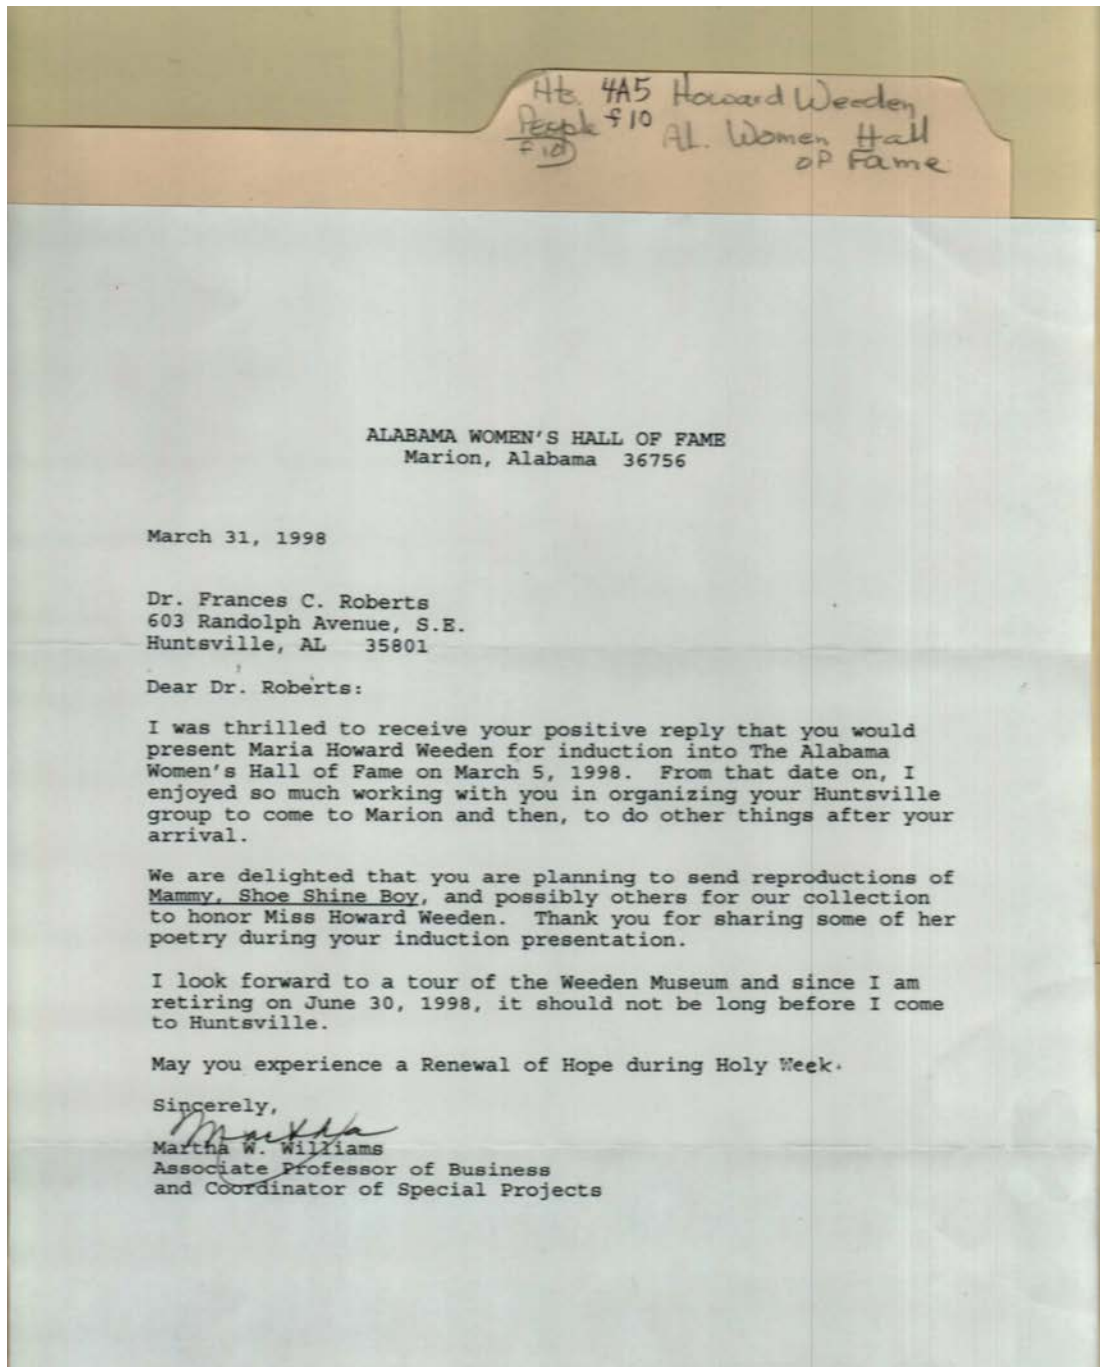 Hts. 4A5 Howard Weeden
People f10 AL. Women Hall
f 10 of Fame
ALABAMA WOMEN'S HALL OF FAME
Marion, Alabama 36756
March 31, 1998
Dr. Frances C. Roberts
603 Randolph Avenue, S.E.
Huntsville, AL 35801
Dear Dr. Roberts:
I was thrilled to receive your positive reply that you would
present Maria Howard Weeden for induction into The Alabama
Women's Hall of Fame on March 5, 1998. From that date on, I
enjoyed so much working with you in organizing your Huntsville
group to come to Marion and then, to do other things after your
arrival.
We are delighted that you are planning to send reproductions of
Mammy, Shoe Shine Boy, and possibly others for our collection
to honor Miss Howard Weeden. Thank you for sharing some of her
poetry during your induction presentation.
I look forward to a tour of the Weeden Museum and since I am
retiring on June 30, 1998, it should not be long before I come
to Huntsville.
May you experience a Renewal of Hope during Holy Week.
Sincerely,
Martha
Martha W. Williams
Associate Professor of Business
and Coordinator of Special Projects